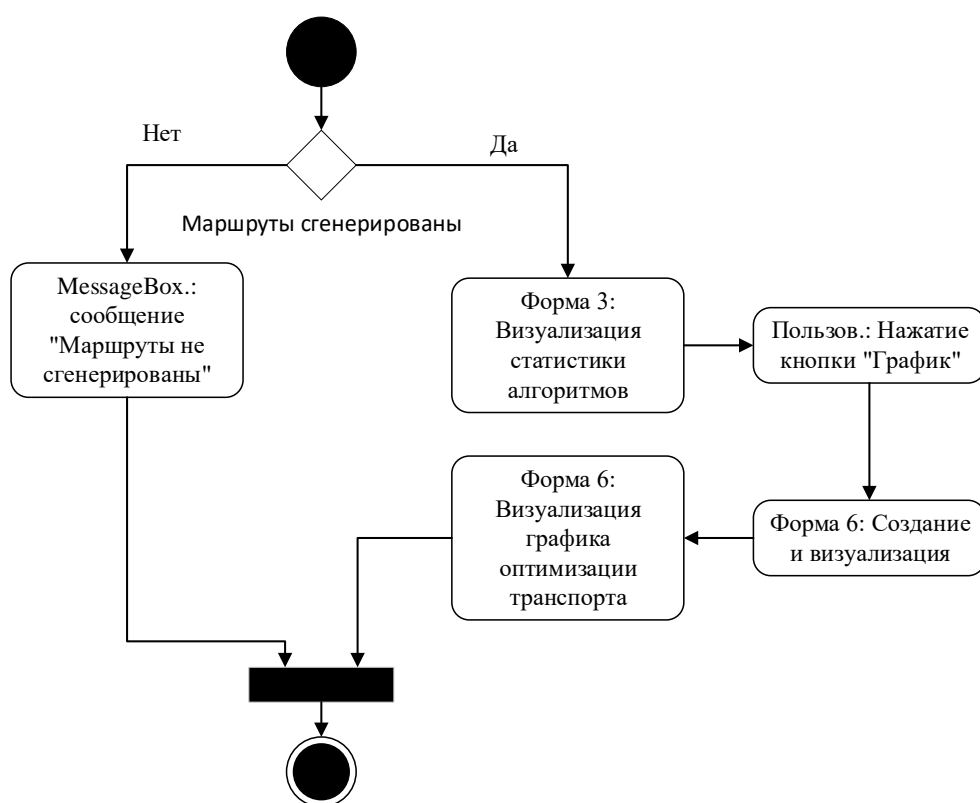 Нет
Да
Маршруты сгенерированы
MessageBox.:
сообщение
"Маршруты не
сгенерированы"
Форма 3:
Визуализация
статистики
алгоритмов
Пользов.: Нажатие
кнопки "График"
Форма 6:
Визуализация
графика
оптимизации
транспорта
Форма 6: Создание
и визуализация